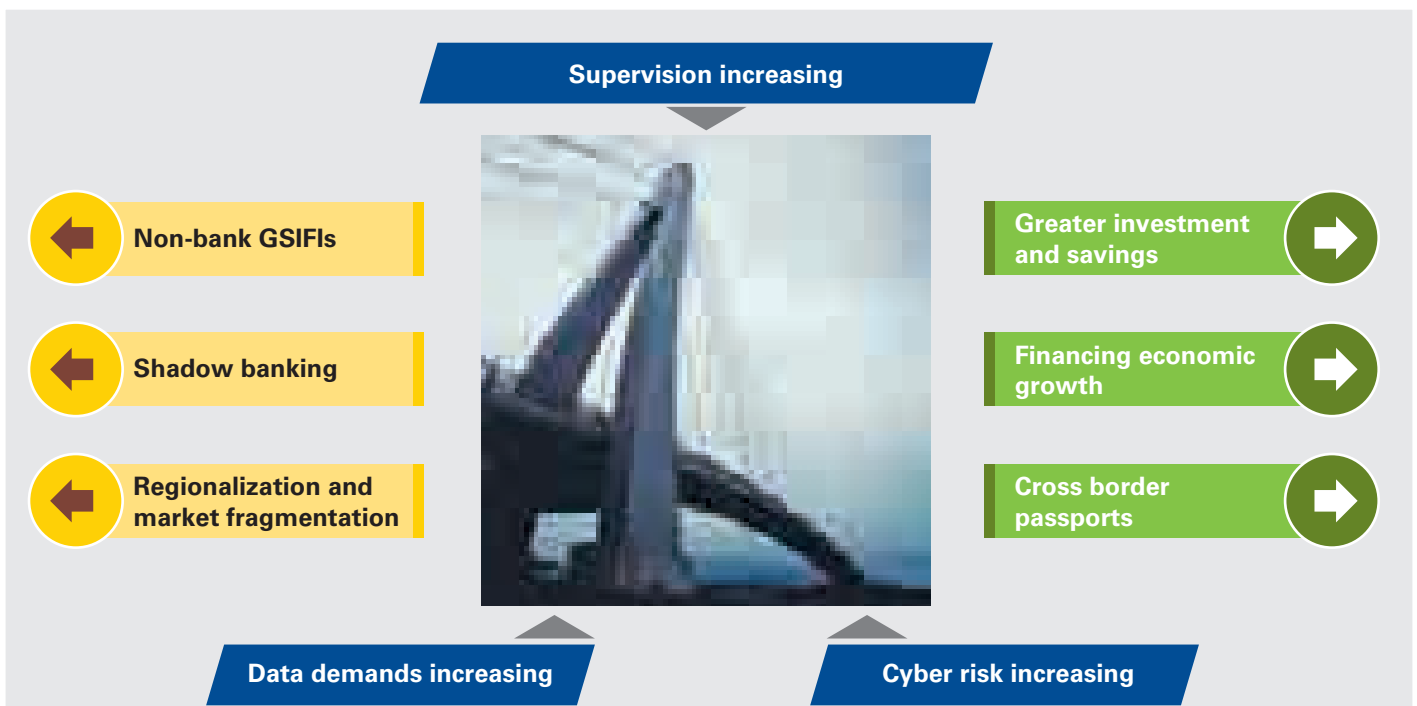 Supervision increasing
Non-bank GSIFIs
Shadow banking
Regionalization and
market fragmentation
Greater investment
and savings
Financing economic
growth
Cross border
passports
Data demands increasing
Cyber risk increasing